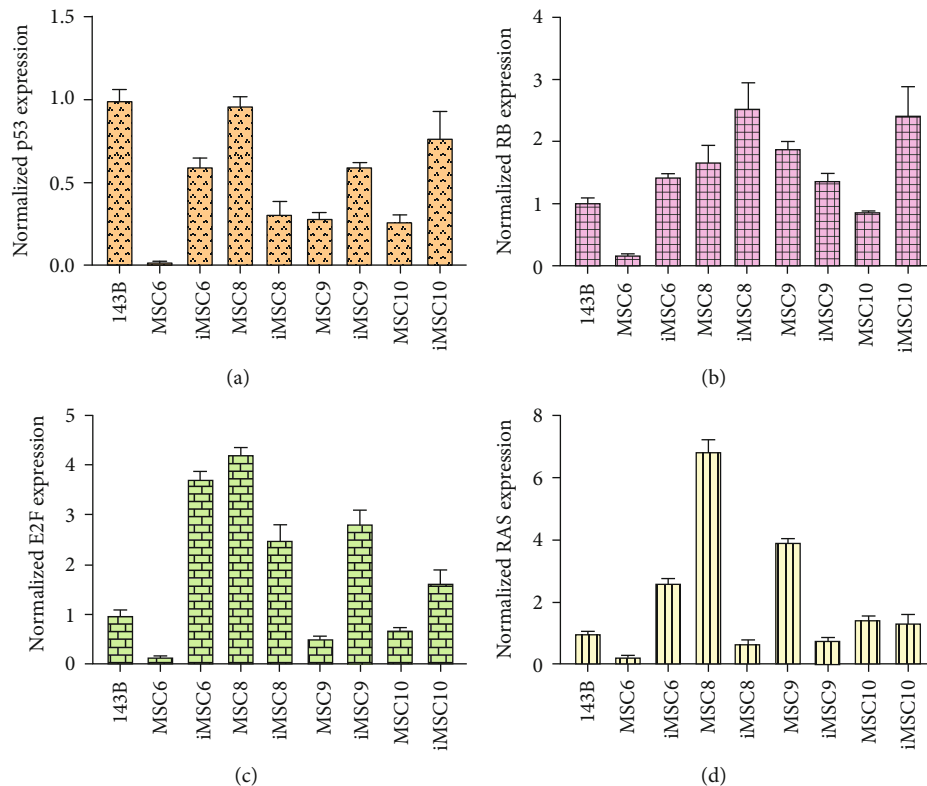 Normalized p53 expression
1.5
1.0
0.5
0.0
143B
MSC6
iMSC6
MSC8
iMSC8
MSC9
iMSC9
MSC10
iMSC10
(a)
Normalized RB expression
4
3
2
1
0
143B
MSC6
iMSC6
MSC8
iMSC8
MSC9
iMSC9
MSC10
iMSC10
(b)
Normalized E2F expression
5
4
3
2
1
0
143B
MSC6
iMSC6
MSC8
iMSC8
MSC9
iMSC9
MSC10
iMSC10
(c)
Normalized RAS expression
8
6
4
2
0
143B
MSC6
iMSC6
MSC8
iMSC8
MSC9
iMSC9
MSC10
iMSC10
(d)